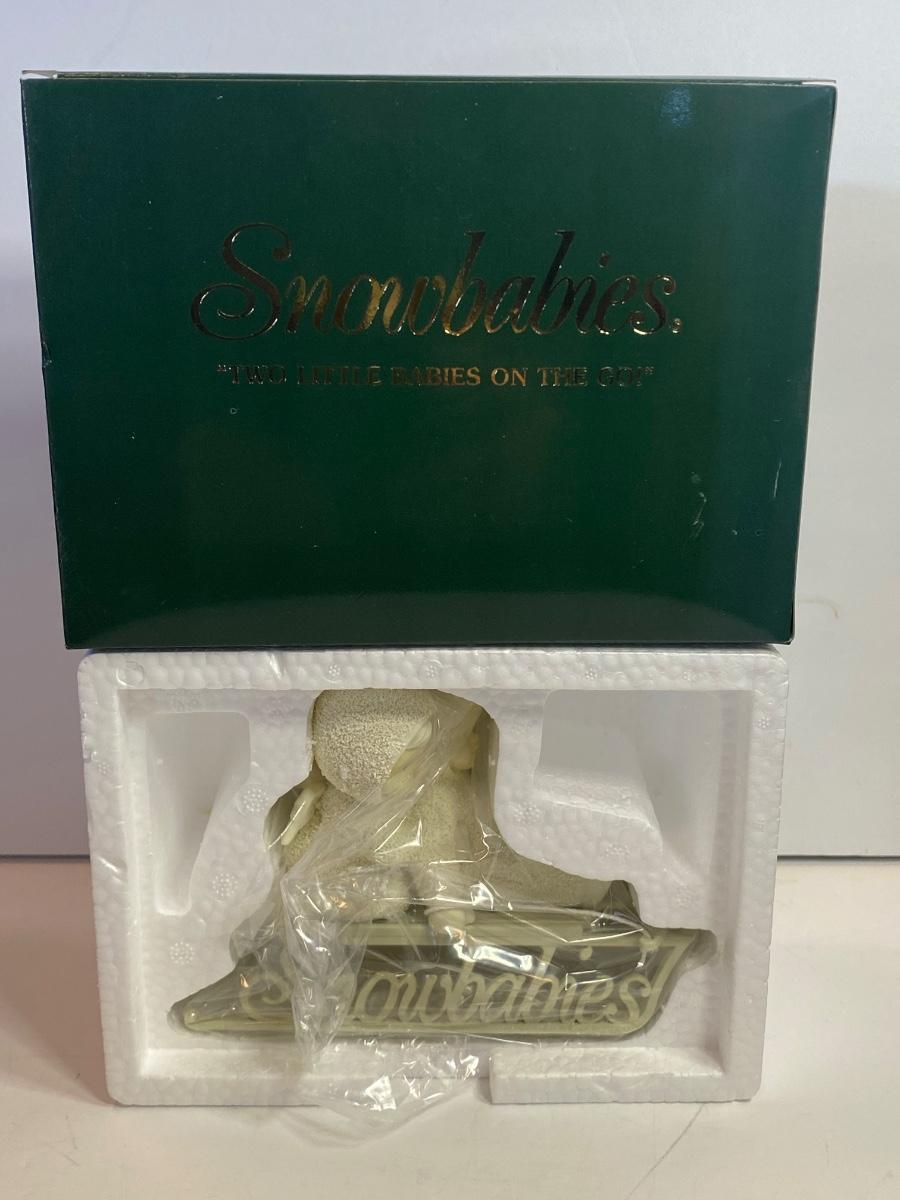 Snowbabies®
"TWO LITTLE BABIES ON THE GO!"
Snowbabies